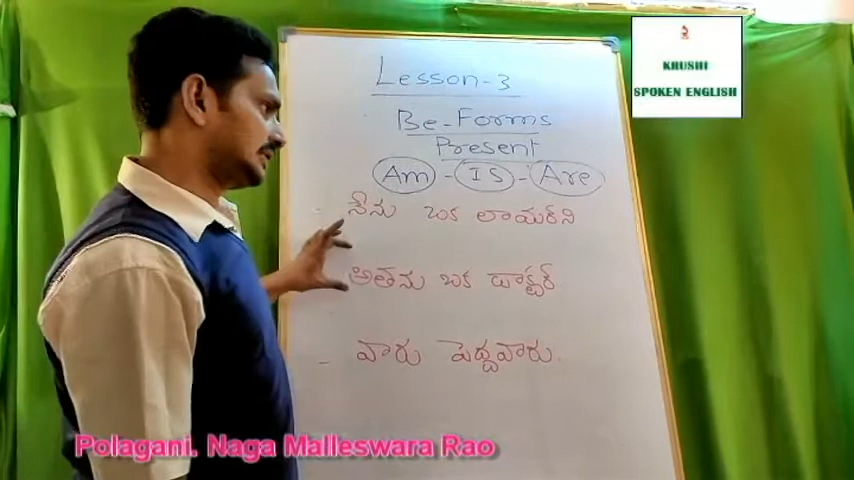 Lesson-3
Be-Forms
Present
Am - IS - Are
నేను ఒక లాయర్‌ని
అతను ఒక డాక్టర్
వారు పెద్దవారు.
KHUSHI
SPOKEN ENGLISH
Polagani. Naga Malleswara Rao